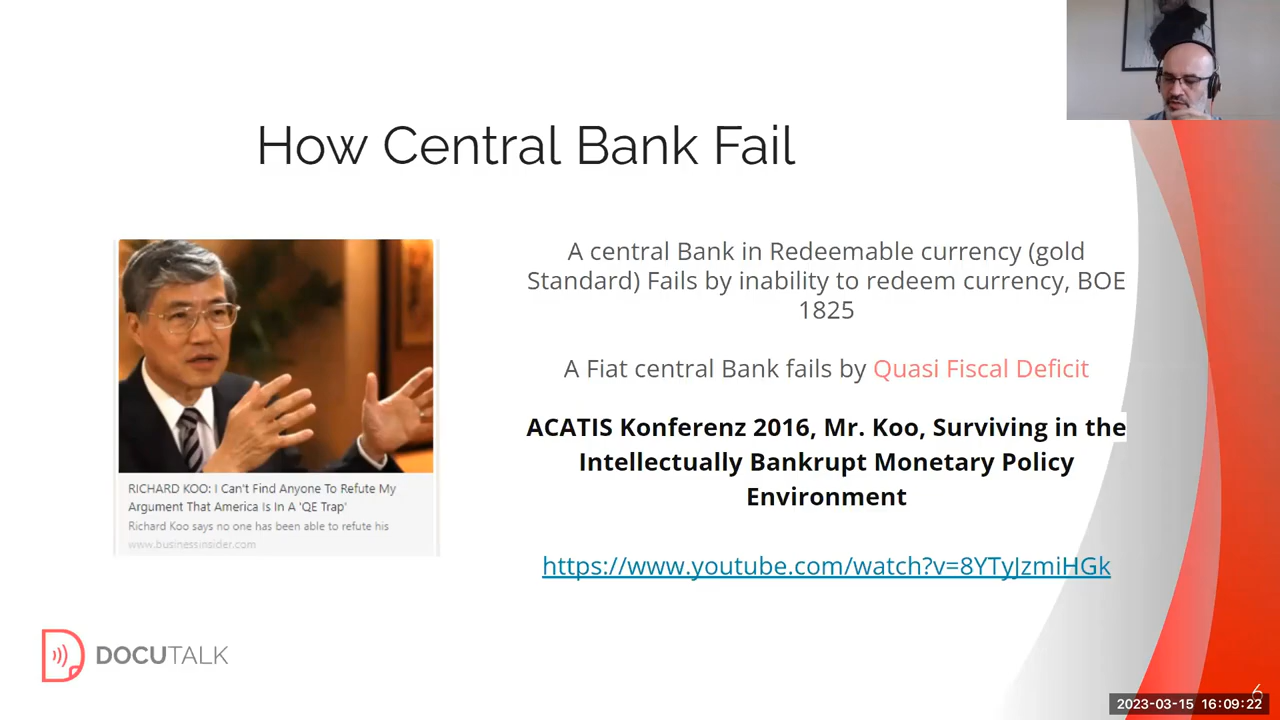 How Central Bank Fail
A central Bank in Redeemable currency (gold
Standard) Fails by inability to redeem currency, BOE
1825
A Fiat central Bank fails by Quasi Fiscal Deficit
ACATIS Konferenz 2016, Mr. Koo, Surviving in the
Intellectually Bankrupt Monetary Policy
Environment
https://www.youtube.com/watch?v=8YTyJzmiHGk
RICHARD KOO: I Can't Find Anyone To Refute My
Argument That America Is In A 'QE Trap'
Richard Koo says no one has been able to refute his
www.businessinsider.com
DOCUTALK
6
2023-03-15 16:09:22